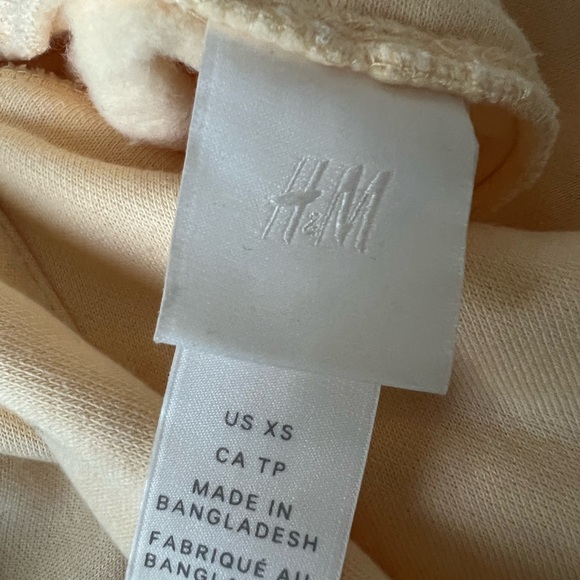 H&M
US XS
CA TP
MADE IN
BANGLADESH
FABRIQUÉ AU